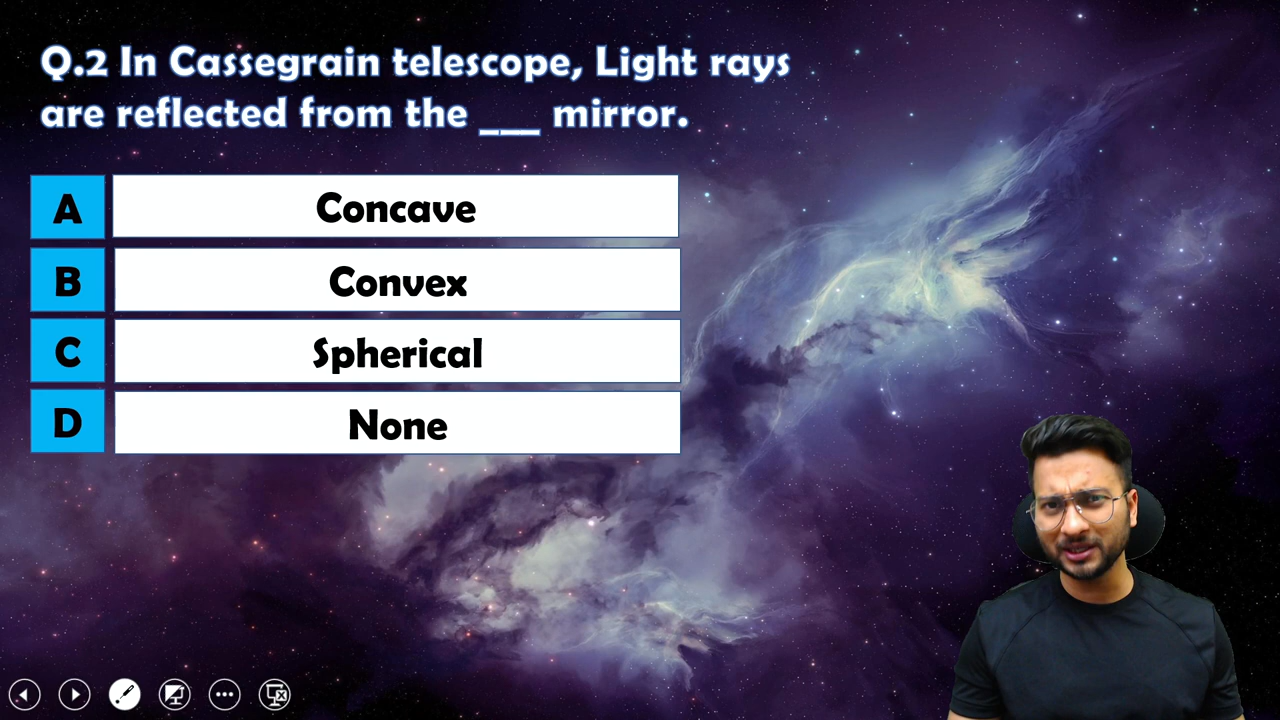 Q.2 In Cassegrain telescope, Light rays
are reflected from the ___ mirror.
A Concave
B Convex
C Spherical
D None